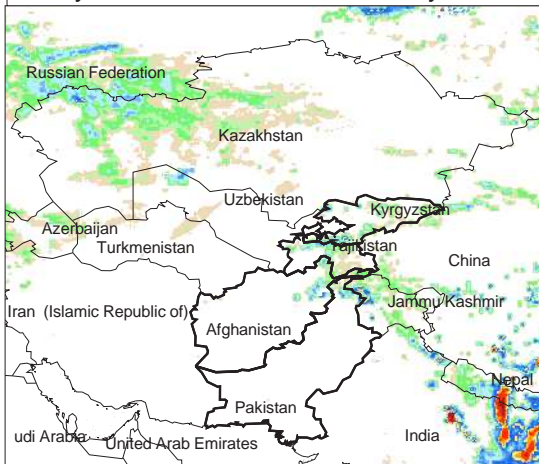 Russian Federation
Kazakhstan
Uzbekistan
Kyrgyzstan
Azerbaijan
Turkmenistan
Tajikistan
China
Iran (Islamic Republic of)
Jammu/Kashmir
Afghanistan
Nepal
Pakistan
udi Arabia
United Arab Emirates
India